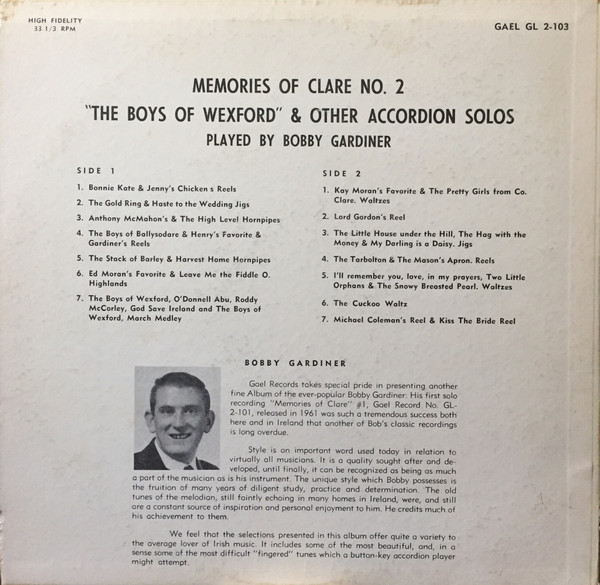 HIGH FIDELITY
33 1/3 RPM
GAEL GL 2-103
MEMORIES OF CLARE NO. 2
"THE BOYS OF WEXFORD" & OTHER ACCORDION SOLOS
PLAYED BY BOBBY GARDINER
SIDE 1
1. Bonnie Kate & Jenny's Chicken s Reels
2. The Gold Ring & Haste to the Wedding Jigs
3. Anthony McMahon's & The High Level Hornpipes
4. The Boys of Ballysodare & Henry's Favorite &
Gardiner's Reels
5. The Stack of Barley & Harvest Home Hornpipes
6. Ed Moran's Favorite & Leave Me the Fiddle O.
Highlands
7. The Boys of Wexford, O'Donnell Abu, Roddy
McCorley, God Save Ireland and The Boys of
Wexford, March Medley
SIDE 2
1. Kay Moran's Favorite & The Pretty Girls from Co.
Clare. Waltzes
2. Lord Gordon's Reel
3. The Little House under the Hill, The Hag with the
Money & My Darling is a Daisy. Jigs
4. The Tarbolton & The Mason's Apron. Reels
5. I'll remember you, love, in my prayers, Two Little
Orphans & The Snowy Breasted Pearl. Waltzes
6. The Cuckoo Waltz
7. Michael Coleman's Reel & Kiss The Bride Reel
BOBBY GARDINER
Gael Records takes special pride in presenting another
fine Album of the ever-popular Bobby Gardiner. His first solo
recording "Memories of Clare" #1, Gael Record No. GL-
2-101, released in 1961 was such a tremendous success both
here and in Ireland that another of Bob's classic recordings
is long overdue.
Style is an important word used today in relation to
virtually all musicians. It is a quality sought after and de-
veloped, until finally, it can be recognized as being as much
a part of the musician as is his instrument. The unique style which Bobby possesses is
the fruition of many years of diligent study, practice and determination. The old
tunes of the melodian, still faintly echoing in many homes in Ireland, were, and still
are a constant source of inspiration and personal enjoyment to him. He credits much of
his achievement to them.
We feel that the selections presented in this album offer quite a variety to
the average lover of Irish music. It includes some of the most beautiful, and, in a
sense some of the most difficult "fingered" tunes which a button-key accordion player
might attempt.